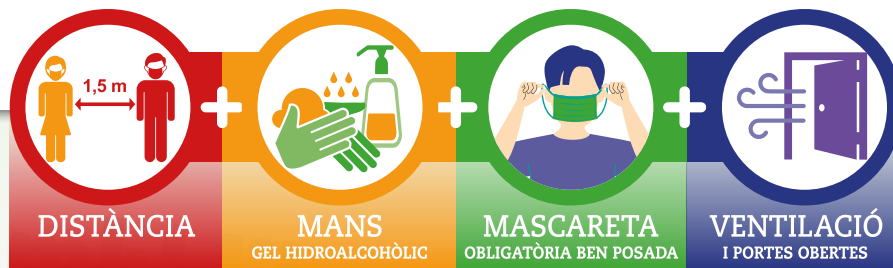 1,5 m
DISTÀNCIA
MANS
GEL HIDROALCOHÒLIC
MASCARETA
OBLIGATÒRIA BEN POSADA
VENTILACIÓ
I PORTES OBERTES